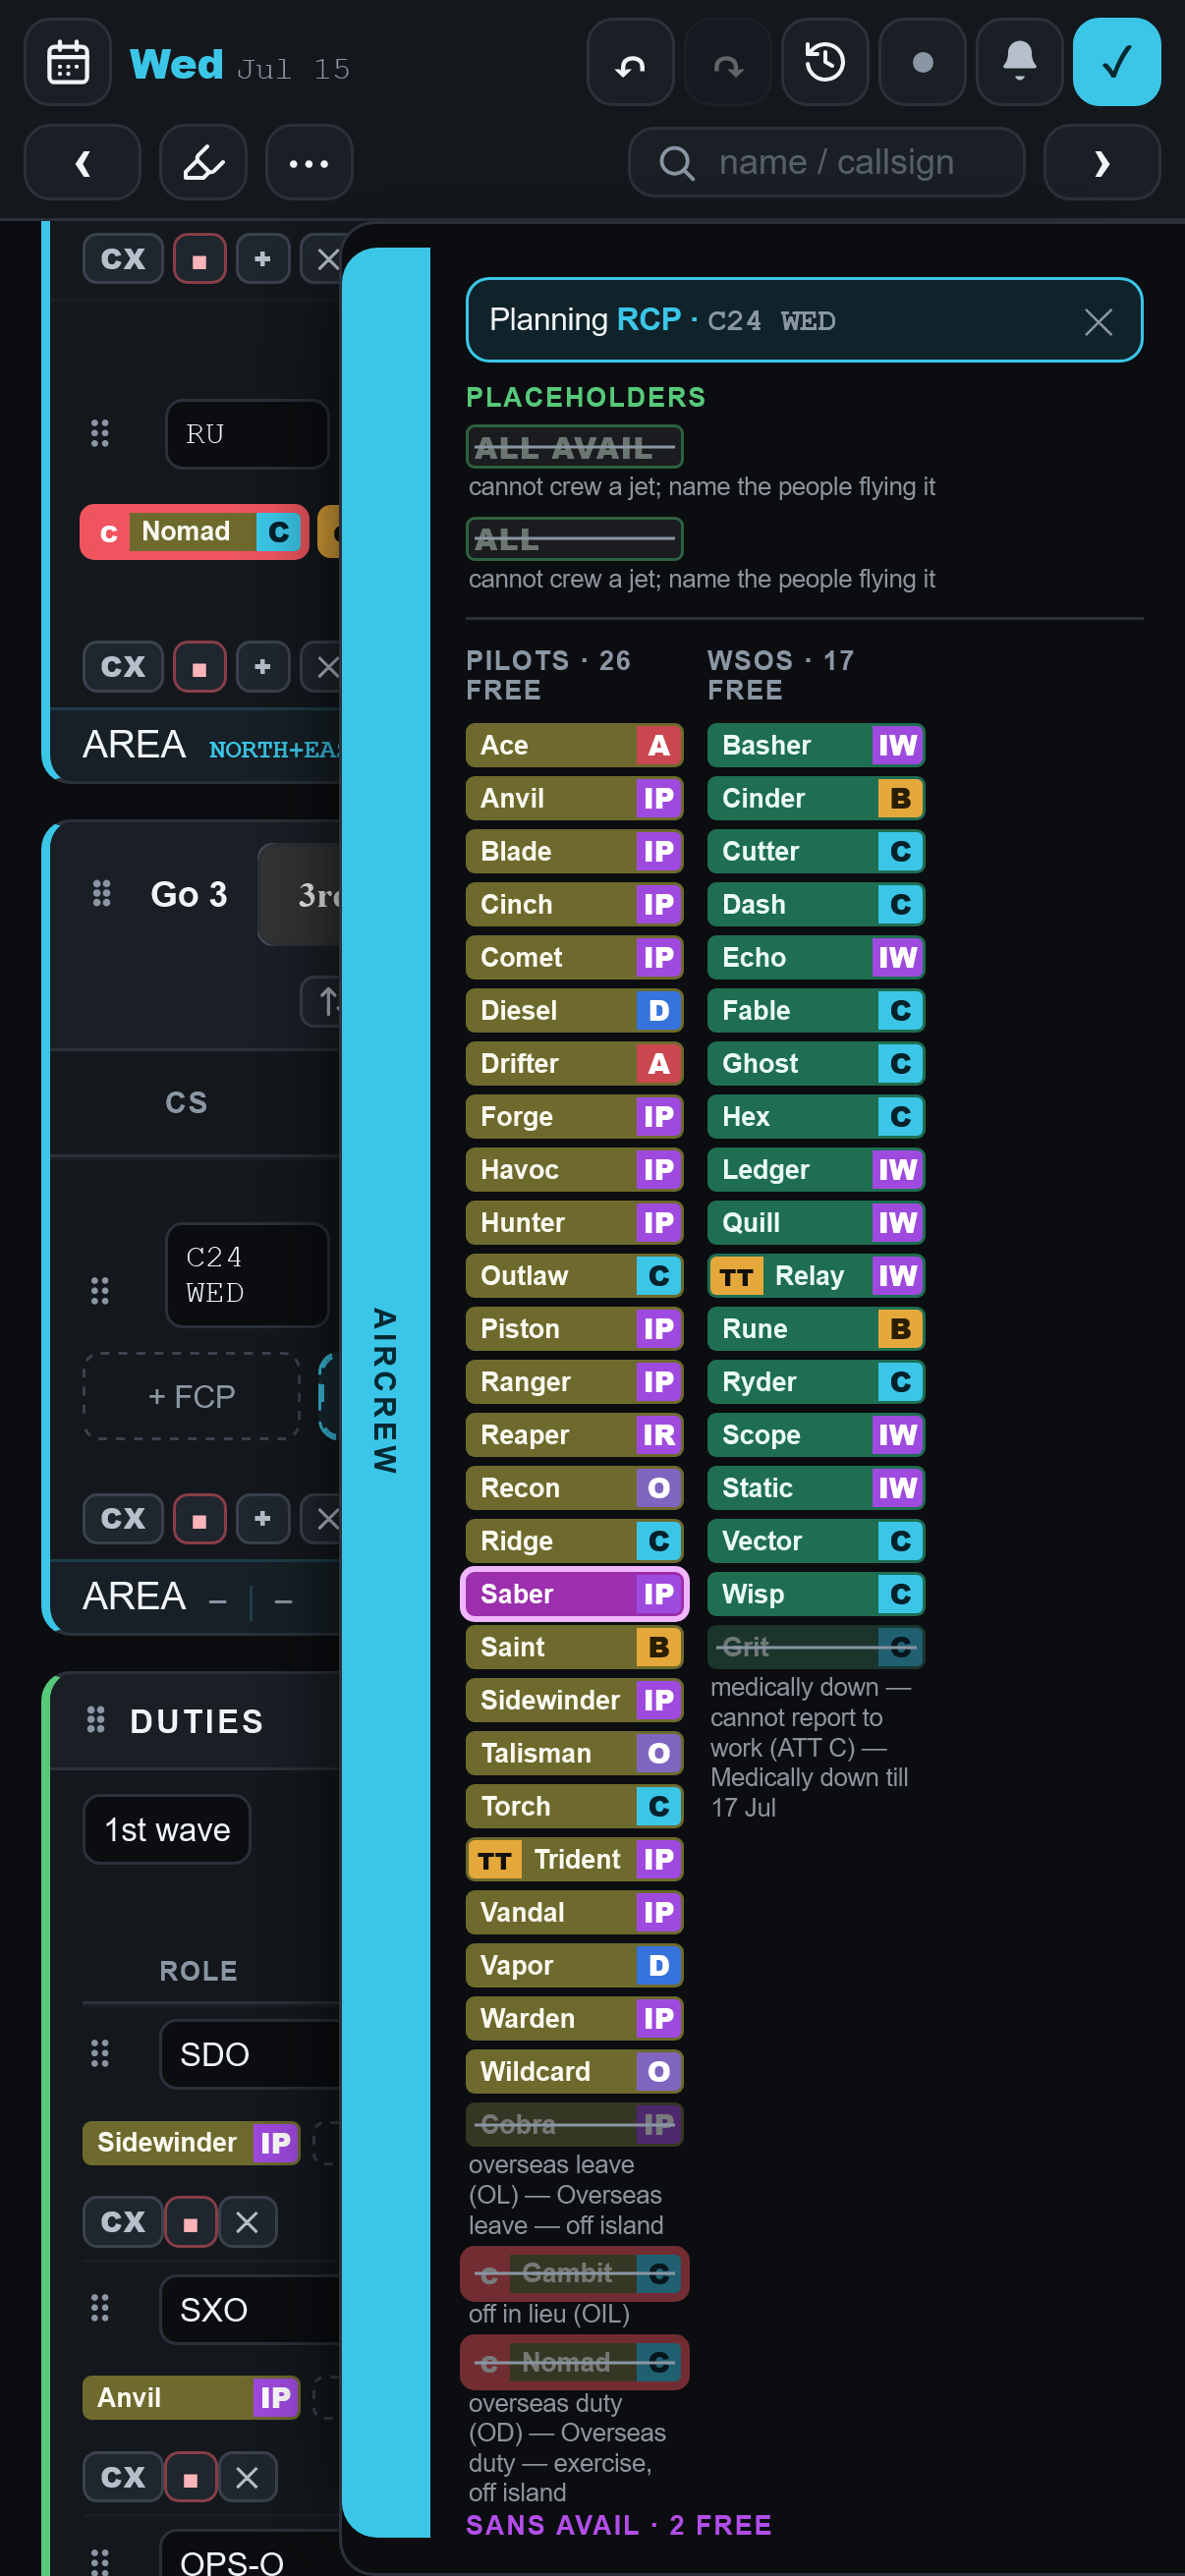 Wed Jul 15
name / callsign
CX
RU
c Nomad C
CX
AREA NORTH+EA
Go 3
CS
C24
WED
+ FCP
CX
AREA – –
DUTIES
1st wave
ROLE
SDO
Sidewinder IP
CX
SXO
Anvil IP
CX
OPS-O
AIRCREW
Planning RCP · C24 WED
PLACEHOLDERS
ALL AVAIL
cannot crew a jet; name the people flying it
ALL
cannot crew a jet; name the people flying it
PILOTS · 26
FREE
Ace A
Anvil IP
Blade IP
Cinch IP
Comet IP
Diesel D
Drifter A
Forge IP
Havoc IP
Hunter IP
Outlaw C
Piston IP
Ranger IP
Reaper IR
Recon O
Ridge C
Saber IP
Saint B
Sidewinder IP
Talisman O
Torch C
TT Trident IP
Vandal IP
Vapor D
Warden IP
Wildcard O
Cobra IP
overseas leave
(OL) — Overseas
leave — off island
c Gambit C
off in lieu (OIL)
c Nomad C
overseas duty
(OD) — Overseas
duty — exercise,
off island
WSOS · 17
FREE
Basher IW
Cinder B
Cutter C
Dash C
Echo IW
Fable C
Ghost C
Hex C
Ledger IW
Quill IW
TT Relay IW
Rune B
Ryder C
Scope IW
Static IW
Vector C
Wisp C
Grit C
medically down —
cannot report to
work (ATT C) —
Medically down till
17 Jul
SANS AVAIL · 2 FREE